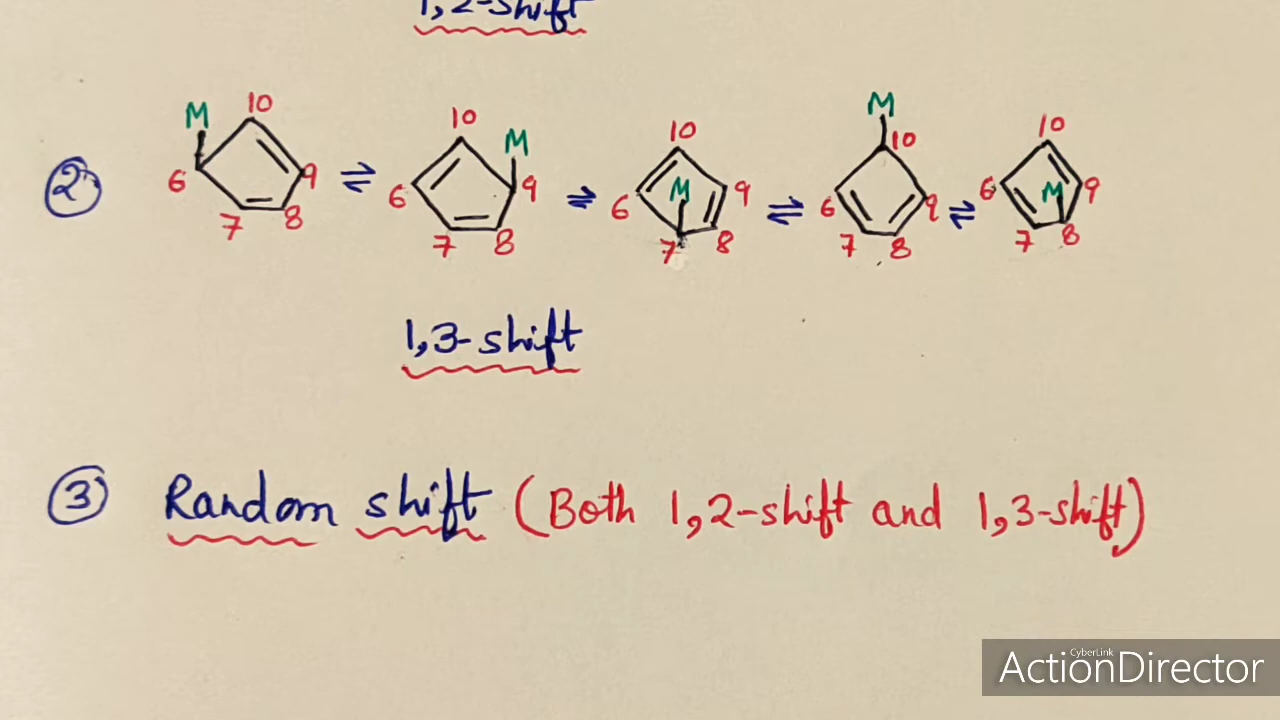 1,2-shift
2 M 10 6 9 7 8 ⇌ 10 M 6 9 7 8 ⇌ 10 M 6 9 7 8 ⇌ M 10 6 9 7 8 ⇌ 10 6 M 9 7 8
1,3-shift
3 Random shift (Both 1,2-shift and 1,3-shift)
CyberLink
ActionDirector